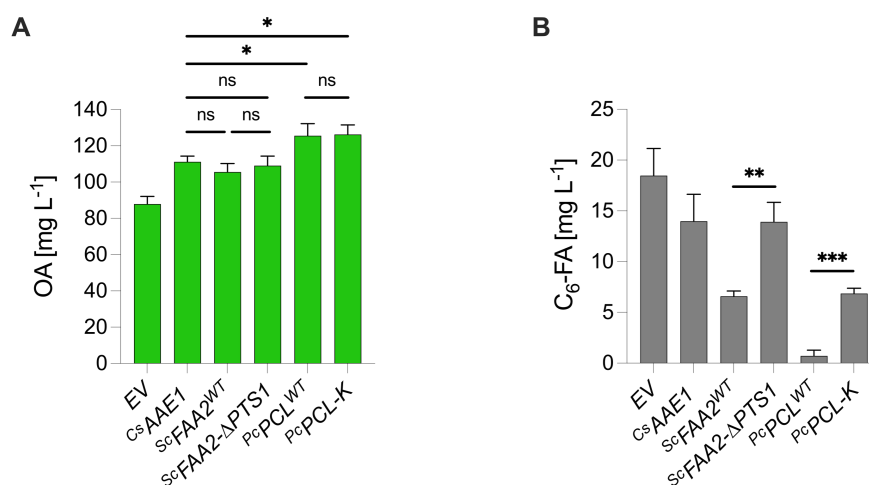 A
*
*
ns
ns
ns
ns
140
120
100
80
60
40
20
0
OA [mg L⁻¹]
EV
ᶜˢAAE1
ˢᶜFAA2ᵂᵀ
ˢᶜFAA2-ΔPTS1
ᴾᶜPCLᵂᵀ
ᴾᶜPCL-K
B
25
20
15
10
5
0
C₆-FA [mg L⁻¹]
**
***
EV
ᶜˢAAE1
ˢᶜFAA2ᵂᵀ
ˢᶜFAA2-ΔPTS1
ᴾᶜPCLᵂᵀ
ᴾᶜPCL-K